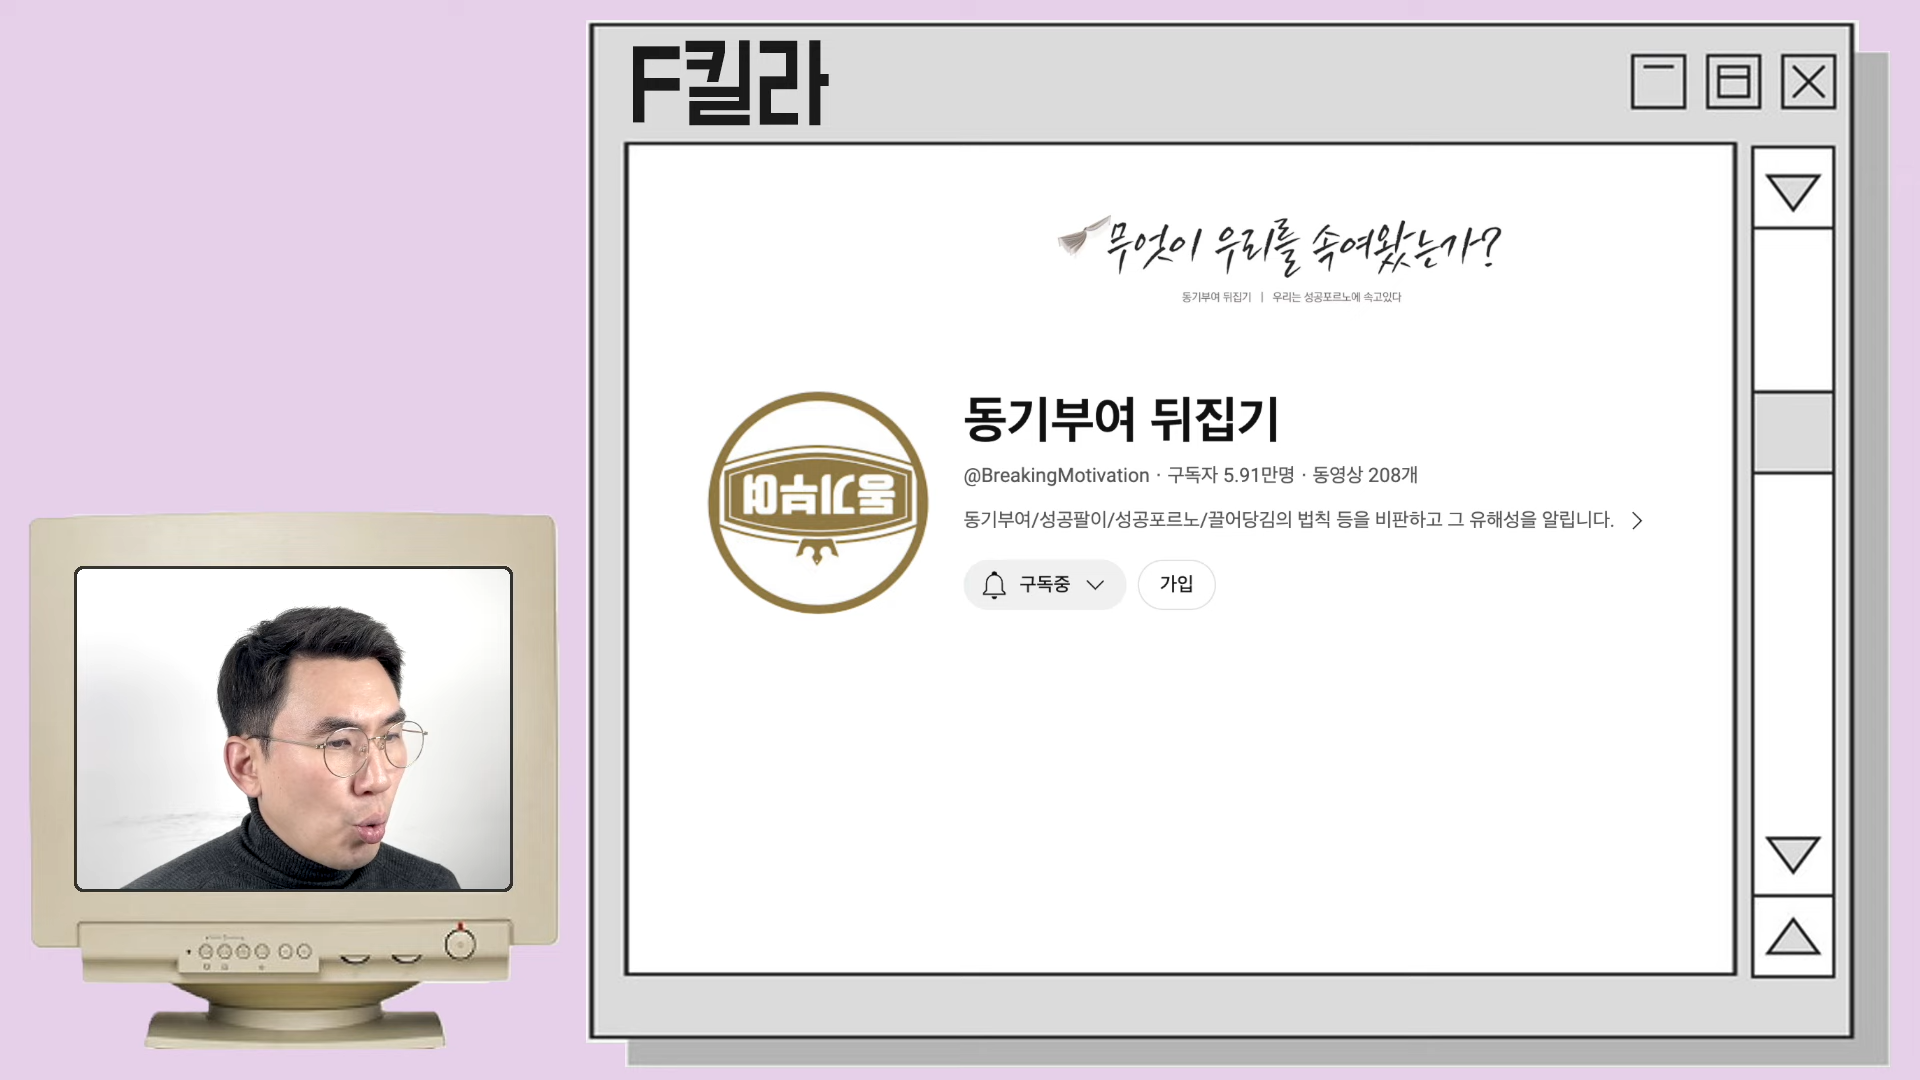 F킬라
무엇이 우리를 속여왔는가?
동기부여 뒤집기 | 우리는 성공포르노에 속고있다
동기부여 뒤집기
@BreakingMotivation · 구독자 5.91만명 · 동영상 208개
동기부여/성공팔이/성공포르노/끌어당김의 법칙 등을 비판하고 그 유해성을 알립니다.
구독중
가입